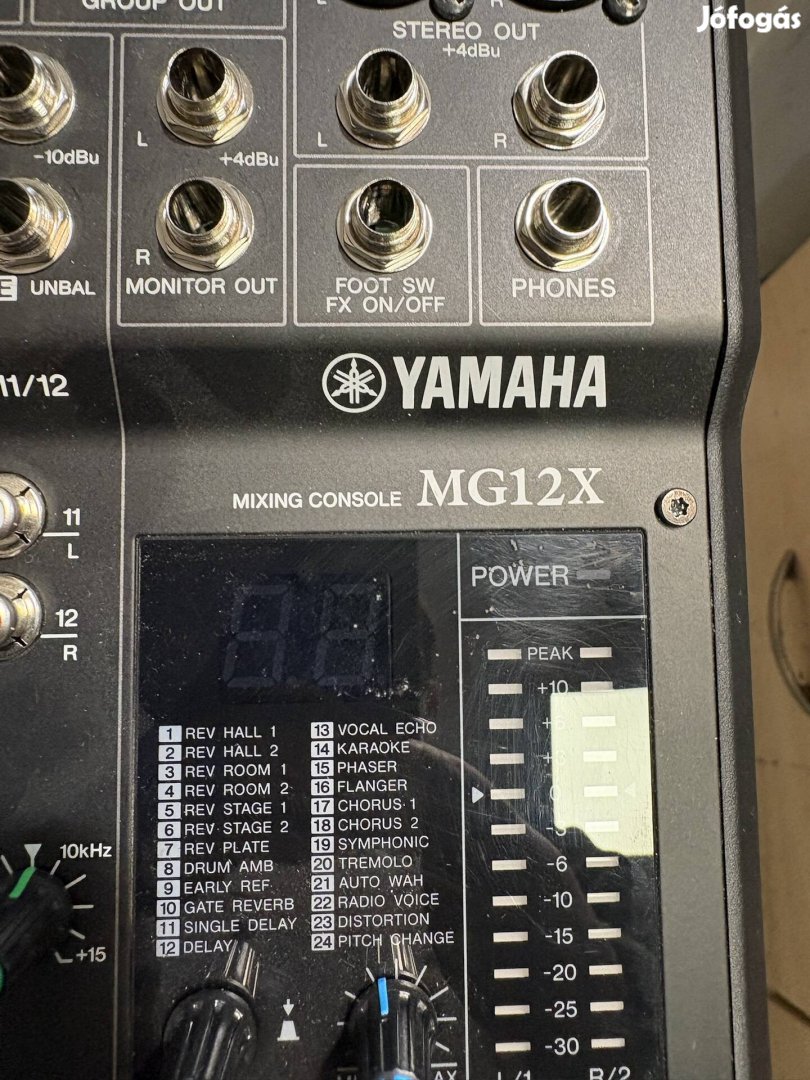 Jófogás
GROUP OUT
L R
STEREO OUT
+4dBu
L R
-10dBu
L
+4dBu
R
E UNBAL
MONITOR OUT
FOOT SW
FX ON/OFF
PHONES
11/12
YAMAHA
MIXING CONSOLE MG12X
11
L
12
R
POWER
PEAK
+10
+6
+3
0
-3
-6
-10
-15
-20
-25
-30
L/1 R/2
1 REV HALL 1
2 REV HALL 2
3 REV ROOM 1
4 REV ROOM 2
5 REV STAGE 1
6 REV STAGE 2
7 REV PLATE
8 DRUM AMB
9 EARLY REF.
10 GATE REVERB
11 SINGLE DELAY
12 DELAY
13 VOCAL ECHO
14 KARAOKE
15 PHASER
16 FLANGER
17 CHORUS 1
18 CHORUS 2
19 SYMPHONIC
20 TREMOLO
21 AUTO WAH
22 RADIO VOICE
23 DISTORTION
24 PITCH CHANGE
10kHz
+15